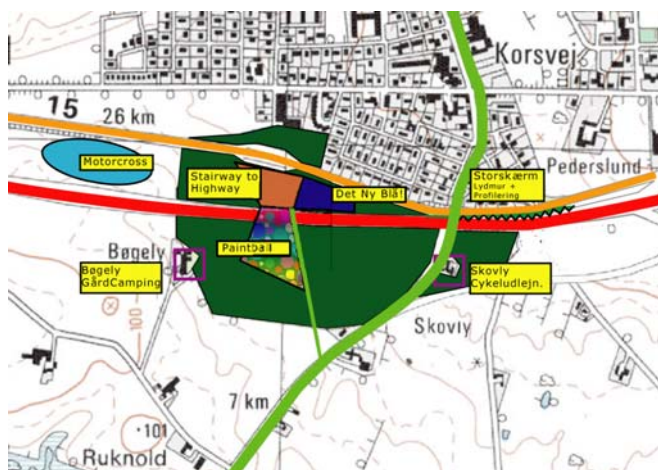 Korsvej
15
26 km
Motorcross
Pederslund
Stairway to
Highway
Det Ny Blå!
Storskærm
Lydmur +
Profilering
Bøgely
Paintball
Bøgely
GårdCamping
100
Skovly
Cykeludlejn.
Skovly
7 km
101
Ruknold